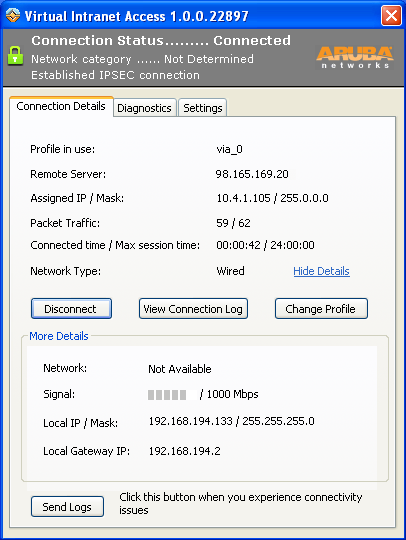 Virtual Intranet Access 1.0.0.22897
Connection Status......... Connected
Network category ...... Not Determined
Established IPSEC connection
ARUBA
networks
Connection Details Diagnostics Settings
Profile in use: via_0
Remote Server: 98.165.169.20
Assigned IP / Mask: 10.4.1.105 / 255.0.0.0
Packet Traffic: 59 / 62
Connected time / Max session time: 00:00:42 / 24:00:00
Network Type: Wired Hide Details
Disconnect View Connection Log Change Profile
More Details
Network: Not Available
Signal: / 1000 Mbps
Local IP / Mask: 192.168.194.133 / 255.255.255.0
Local Gateway IP: 192.168.194.2
Send Logs Click this button when you experience connectivity
issues